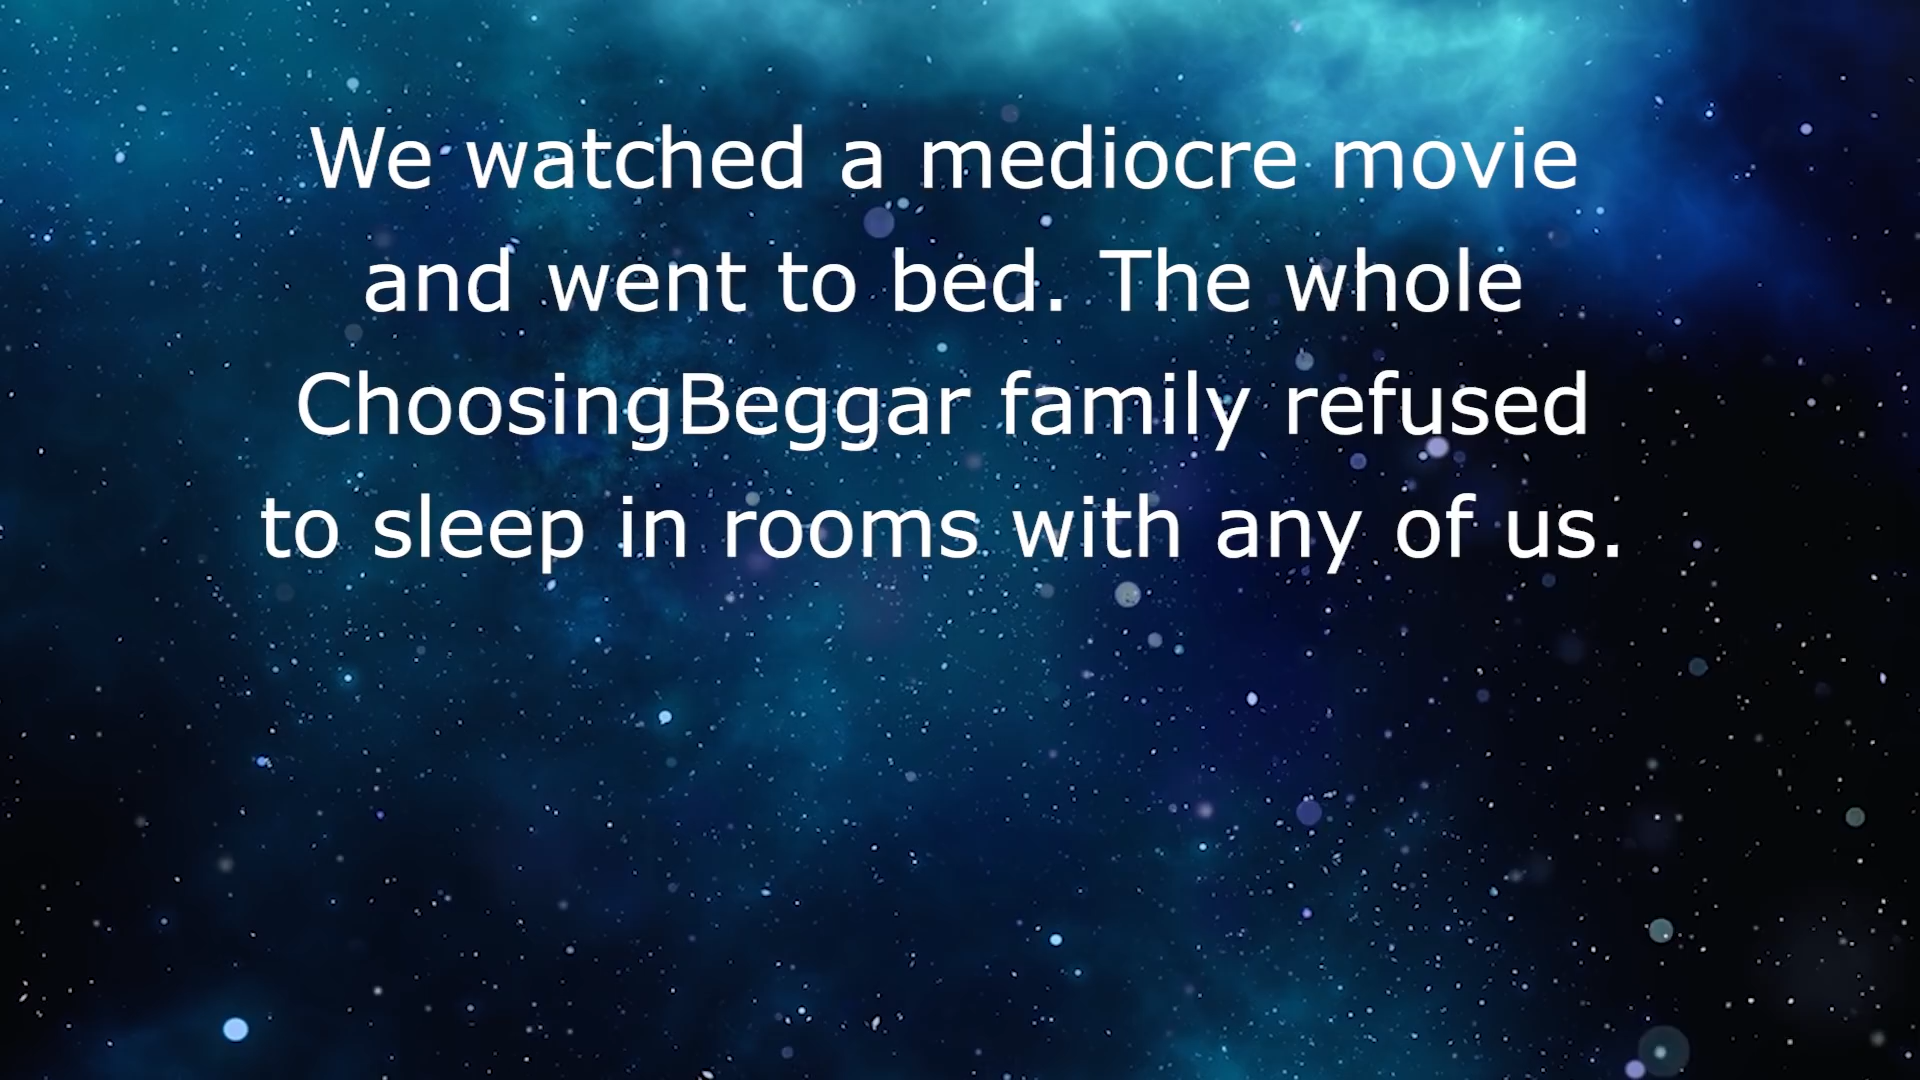 We watched a mediocre movie
and went to bed. The whole
ChoosingBeggar family refused
to sleep in rooms with any of us.